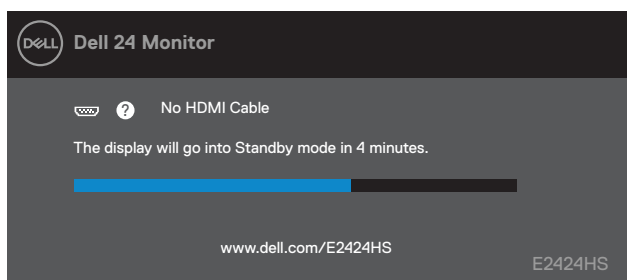 DELL
Dell 24 Monitor
? No HDMI Cable
The display will go into Standby mode in 4 minutes.
www.dell.com/E2424HS
E2424HS